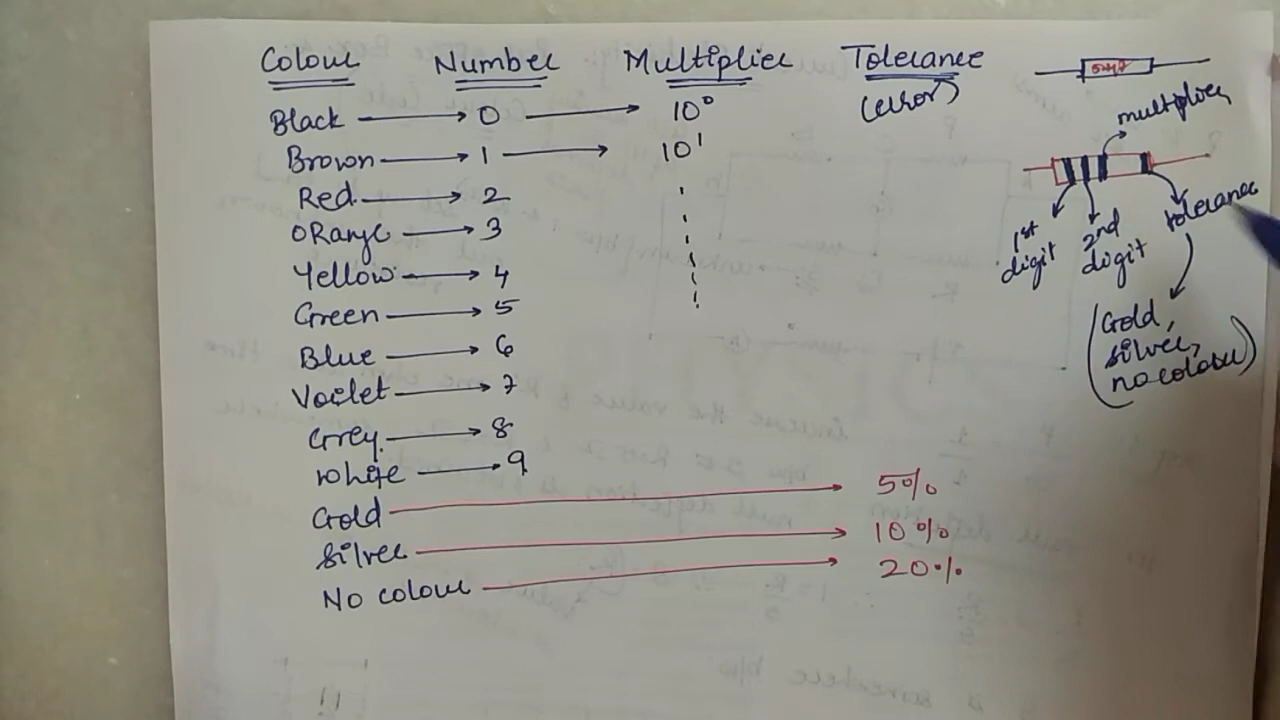 Colour Number Multiplier Tolerance
(error)
Black 0 10⁰
Brown 1 10¹
Red 2
ORange 3
Yellow 4
Green 5
Blue 6
Voilet 7
Grey 8
White 9
Gold 5%
Silver 10%
No colour 20%
multiplier
1st
digit
2nd
digit
tolerance
(Gold,
silver,
no colour)